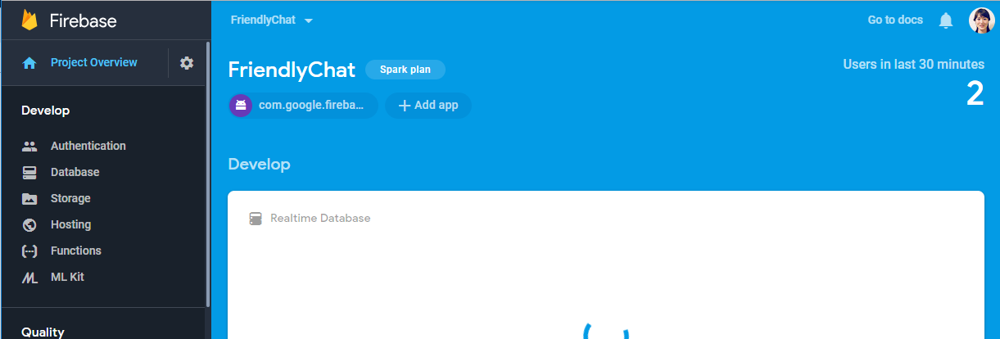 Firebase
Project Overview
Develop
Authentication
Database
Storage
Hosting
Functions
ML Kit
Quality
FriendlyChat
Go to docs
FriendlyChat
Spark plan
Users in last 30 minutes
2
com.google.fireba...
Add app
Develop
Realtime Database